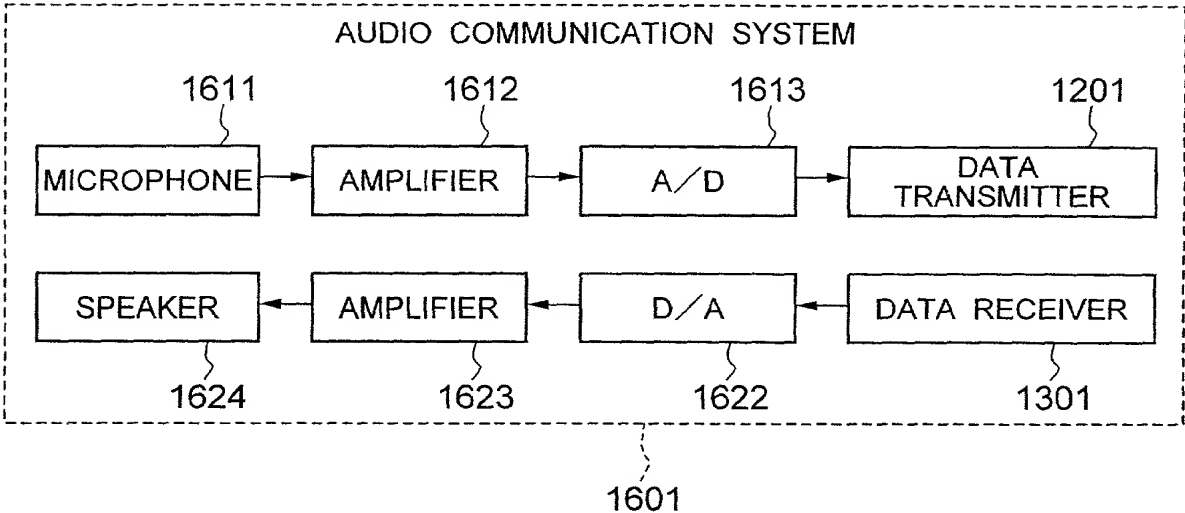 AUDIO COMMUNICATION SYSTEM
1611 1612 1613 1201
MICROPHONE AMPLIFIER A/D DATA
TRANSMITTER
SPEAKER AMPLIFIER D/A DATA RECEIVER
1624 1623 1622 1301
1601